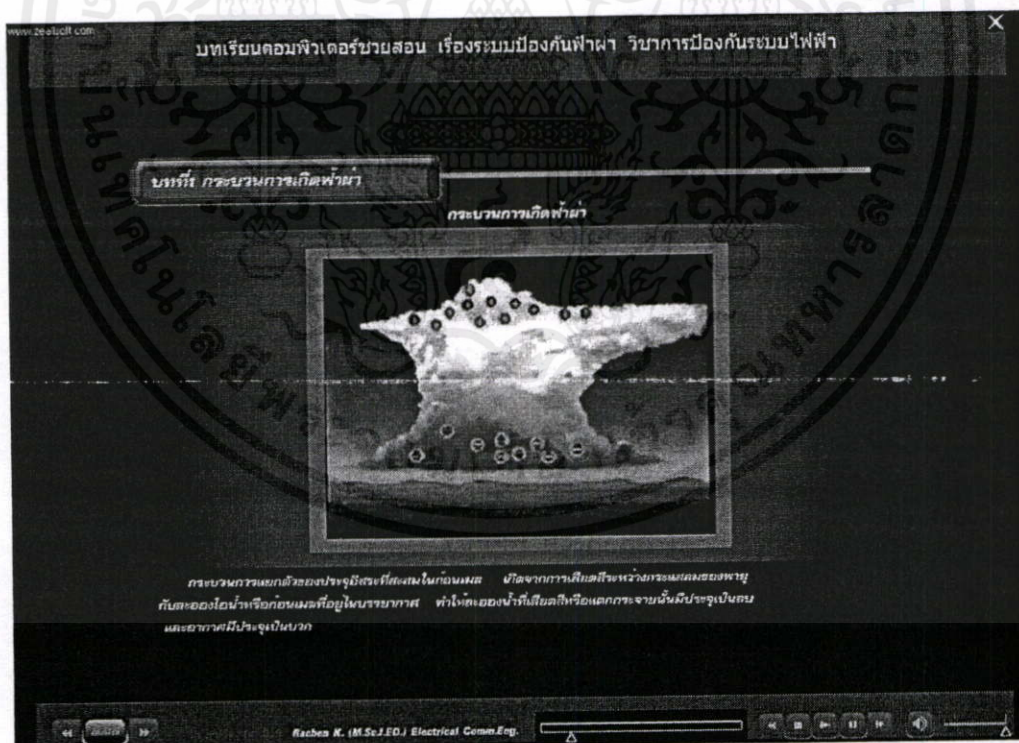 www.zealsoft.com
บทเรียนคอมพิวเตอร์ช่วยสอน เรื่องระบบป้องกันฟ้าผ่า วิชาการป้องกันระบบไฟฟ้า
บทที่1 กระบวนการเกิดฟ้าผ่า
กระบวนการเกิดฟ้าผ่า
กระบวนการแยกตัวของประจุอิสระที่สะสมในก้อนเมฆ เกิดจากการเสียดสีระหว่างกระแสลมของพายุ
กับละอองไอน้ำหรือก้อนเมฆที่อยู่ในบรรยากาศ ทำให้ละอองน้ำที่เสียดสีหรือแตกกระจายนั้นมีประจุเป็นลบ
และอากาศมีประจุเป็นบวก
Rachen K. (M.Sc.I.ED.) Electrical Comm.Eng.